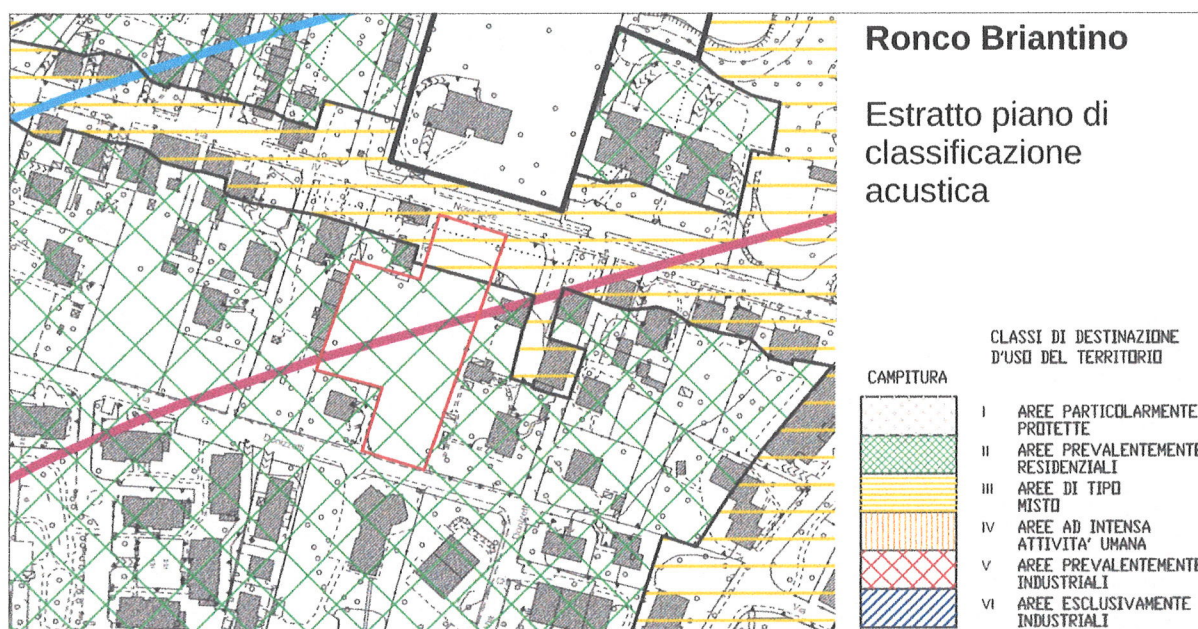 Ronco Briantino
Estratto piano di
classificazione
acustica
CLASSI DI DESTINAZIONE
D'USO DEL TERRITORIO
CAMPITURA
I AREE PARTICOLARMENTE
PROTETTE
II AREE PREVALENTEMENTE
RESIDENZIALI
III AREE DI TIPO
MISTO
IV AREE AD INTENSA
ATTIVITA' UMANA
V AREE PREVALENTEMENTE
INDUSTRIALI
VI AREE ESCLUSIVAMENTE
INDUSTRIALI